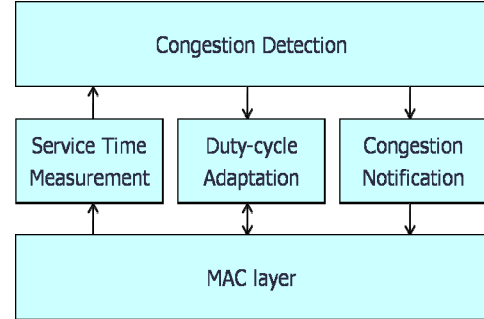 Congestion Detection
Service Time
Measurement
Duty-cycle
Adaptation
Congestion
Notification
MAC layer